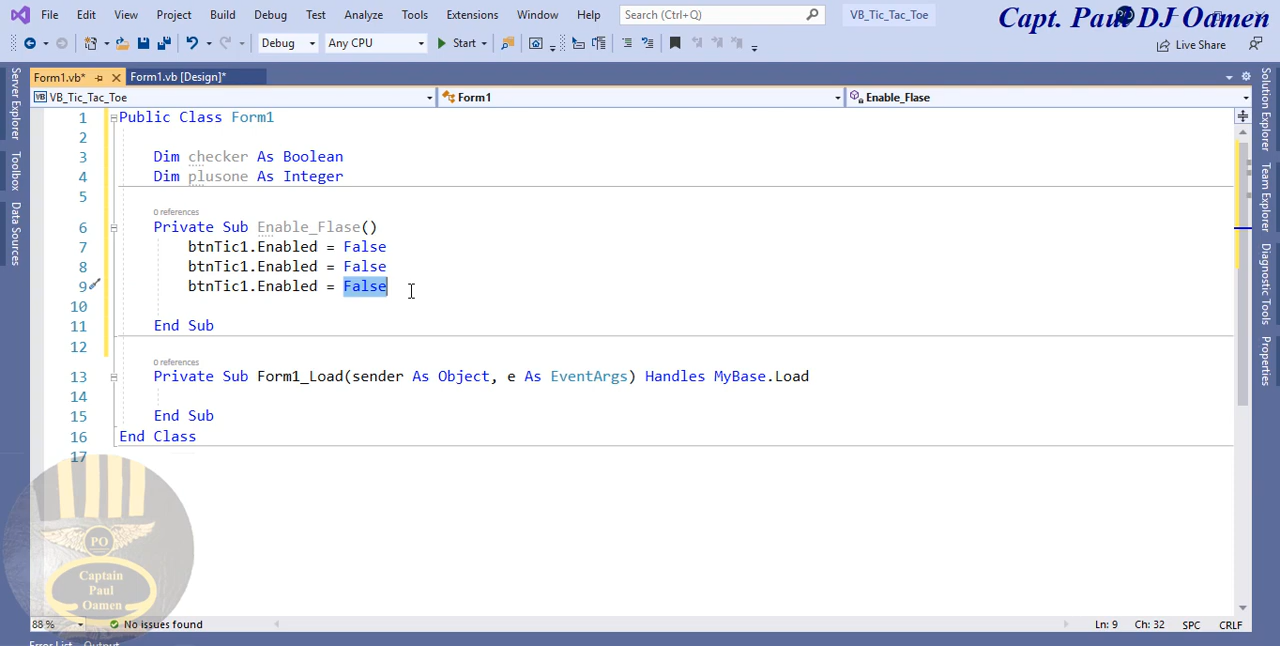 File Edit View Project Build Debug Test Analyze Tools Extensions Window Help Search (Ctrl+Q) VB_Tic_Tac_Toe
Capt. Paul DJ Oamen
Debug Any CPU Start Live Share
Form1.vb* Form1.vb [Design]*
VB VB_Tic_Tac_Toe Form1 Enable_Flase
Server Explorer
Toolbox
Data Sources
Solution Explorer
Team Explorer
Diagnostic Tools
Properties
1 Public Class Form1
2
3 Dim checker As Boolean
4 Dim plusone As Integer
5
0 references
6 Private Sub Enable_Flase()
7 btnTic1.Enabled = False
8 btnTic1.Enabled = False
9 btnTic1.Enabled = False
10
11 End Sub
12
0 references
13 Private Sub Form1_Load(sender As Object, e As EventArgs) Handles MyBase.Load
14
15 End Sub
16 End Class
17
PO
Captain
Paul
Oamen
88 % No issues found Ln: 9 Ch: 32 SPC CRLF
Error List Output